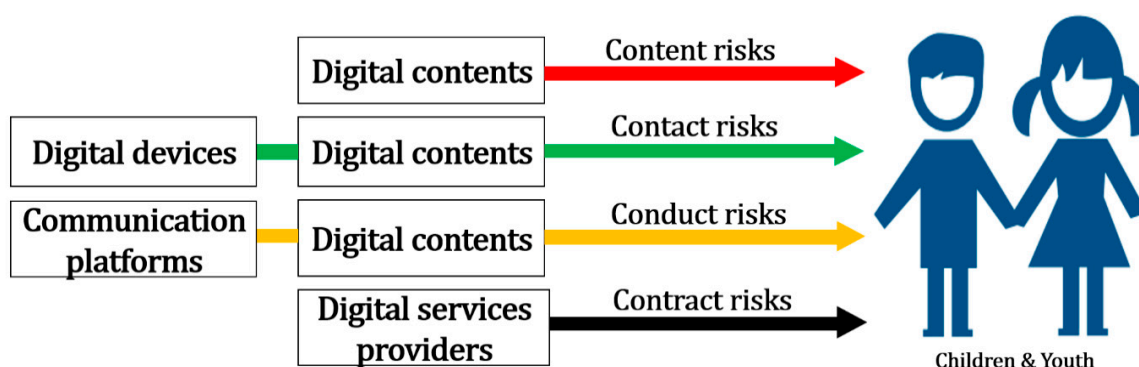 Digital contents
Content risks
Digital devices
Digital contents
Contact risks
Communication
platforms
Digital contents
Conduct risks
Digital services
providers
Contract risks
Children & Youth